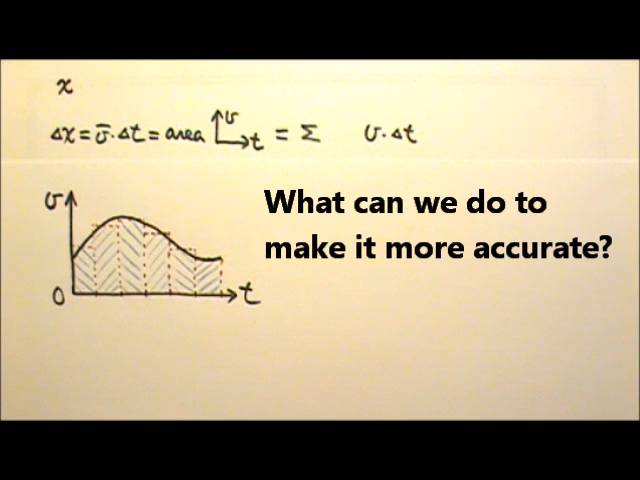 x
Δx = v̄·Δt = area v t = Σ v·Δt
v
What can we do to
make it more accurate?
0
t